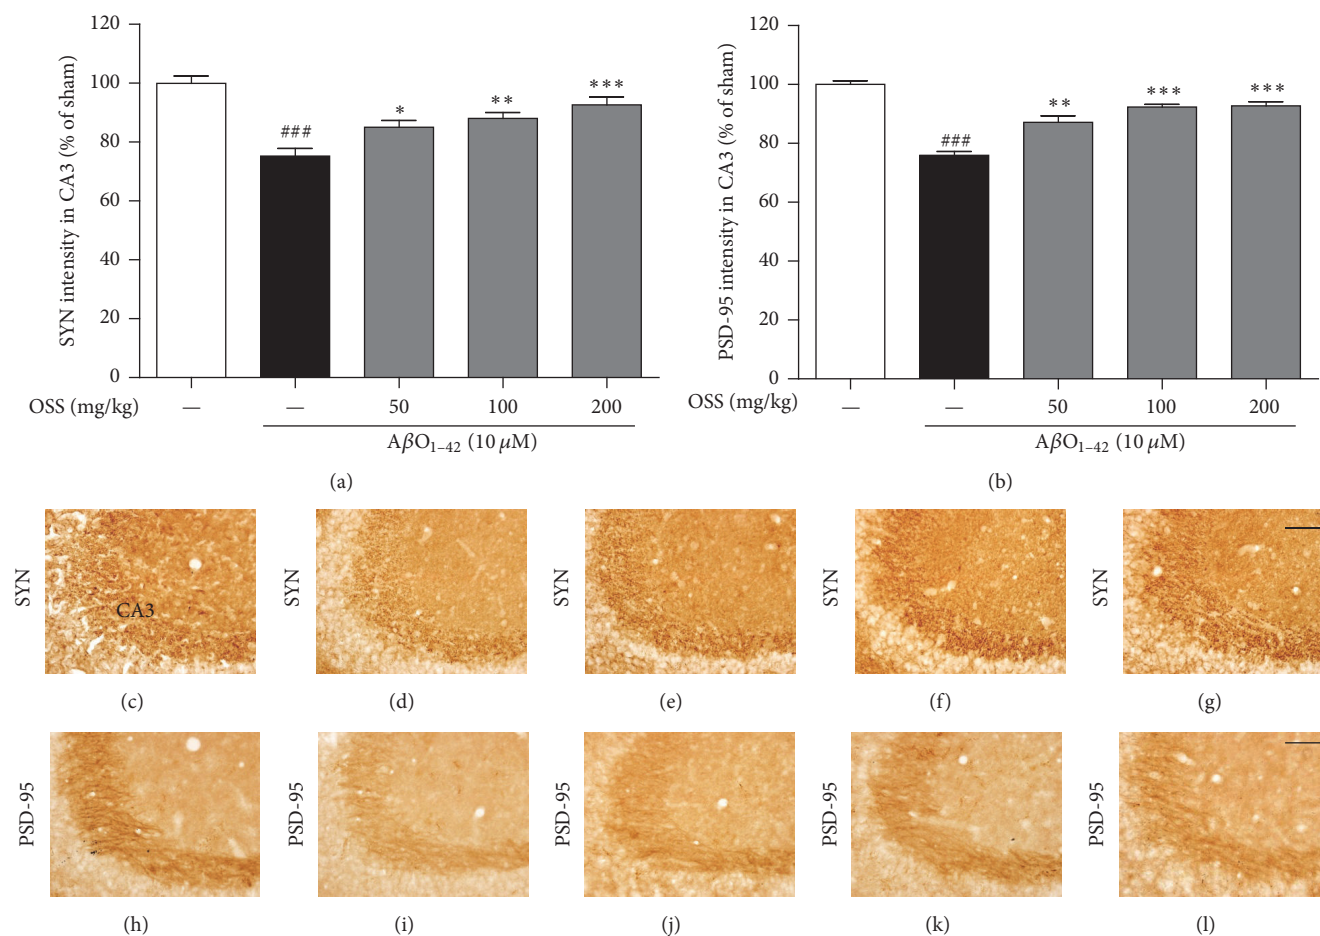 120
100
80
60
40
20
0
SYN intensity in CA3 (% of sham)
###
*
**
***
OSS (mg/kg)
— — 50 100 200
AβO1–42 (10 μM)
(a)
120
100
80
60
40
20
0
PSD-95 intensity in CA3 (% of sham)
###
**
***
***
OSS (mg/kg)
— — 50 100 200
AβO1–42 (10 μM)
(b)
SYN
CA3
SYN
SYN
SYN
SYN
(c) (d) (e) (f) (g)
PSD-95
PSD-95
PSD-95
PSD-95
PSD-95
(h) (i) (j) (k) (l)